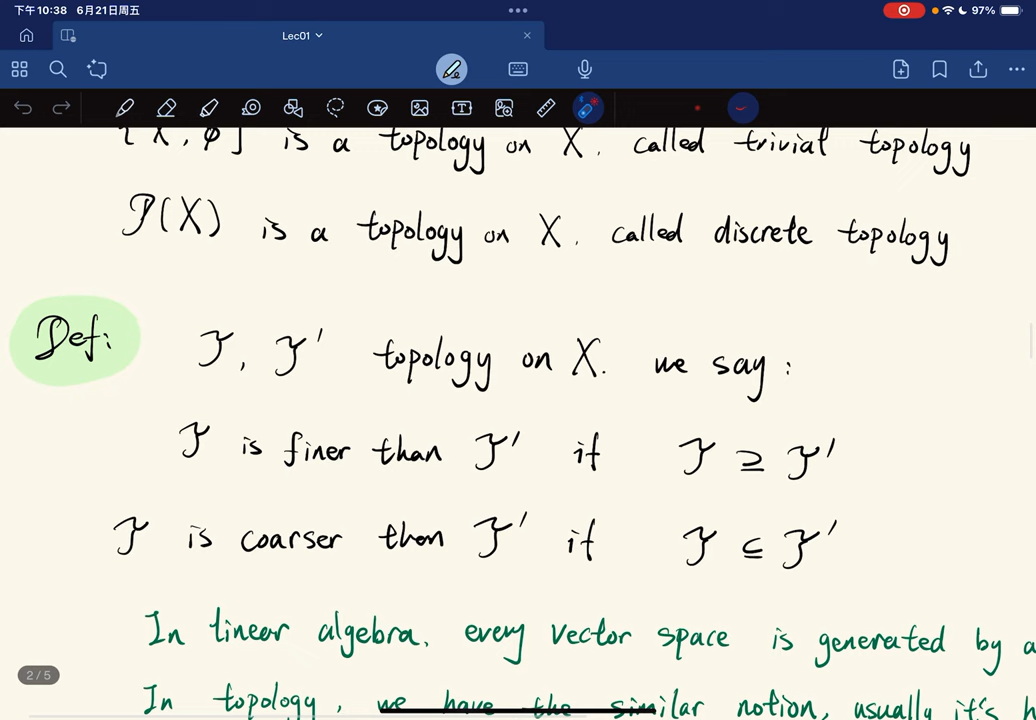 下午10:38 6月21日周五
97%
Lec01
{X, ϕ} is a topology on X. called trivial topology
𝒫(X) is a topology on X. called discrete topology
Def: 𝒯, 𝒯′ topology on X. we say:
𝒯 is finer than 𝒯′ if 𝒯 ⊇ 𝒯′
𝒯 is coarser than 𝒯′ if 𝒯 ⊆ 𝒯′
In linear algebra, every vector space is generated by a
2/5
In topology, we have the similar notion, usually it's